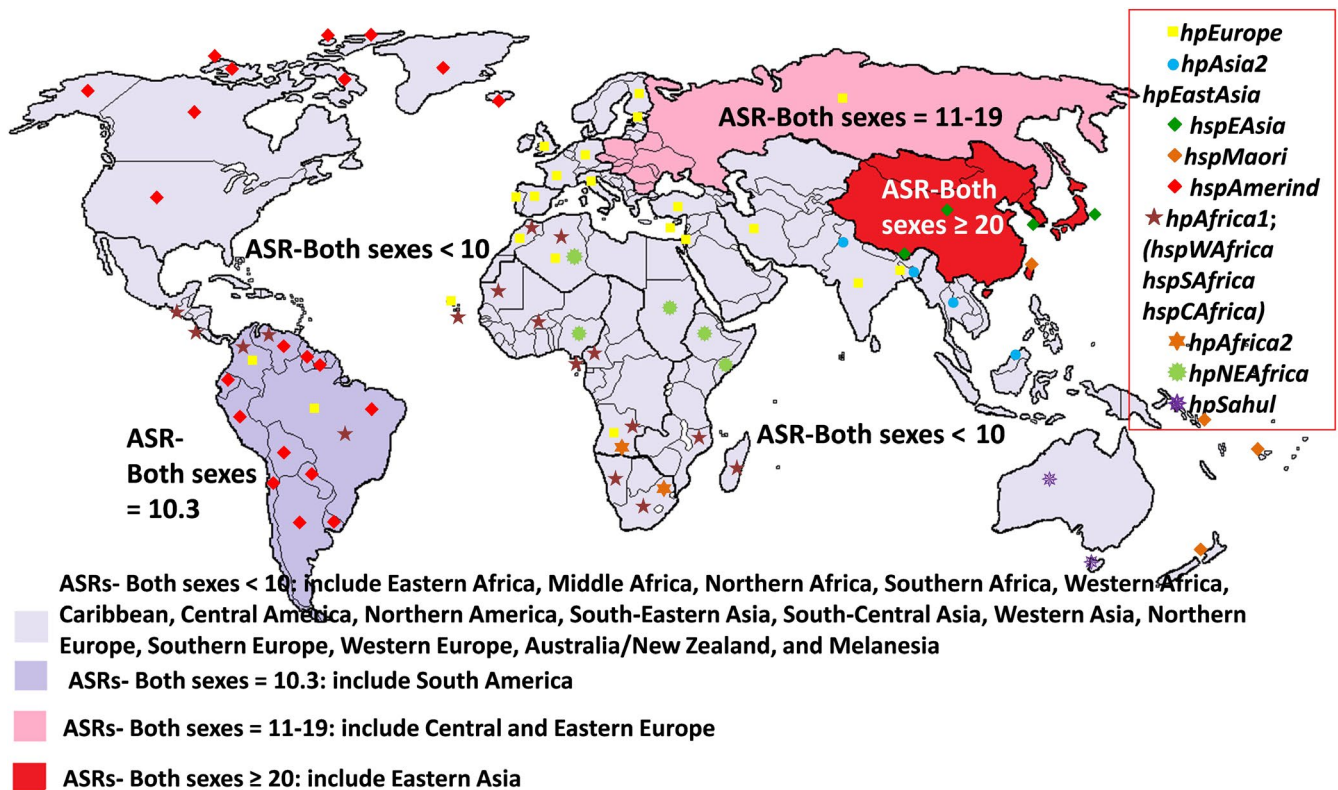 hpEurope
hpAsia2
hpEastAsia
hspEAsia
hspMaori
hspAmerind
hpAfrica1;
(hspWAfrica
hspSAfrica
hspCAfrica)
hpAfrica2
hpNEAfrica
hpSahul
ASR-Both sexes = 11-19
ASR-Both
sexes ≥ 20
ASR-Both sexes < 10
ASR-Both sexes < 10
ASR-
Both sexes
= 10.3
ASRs- Both sexes < 10: include Eastern Africa, Middle Africa, Northern Africa, Southern Africa, Western Africa,
Caribbean, Central America, Northern America, South-Eastern Asia, South-Central Asia, Western Asia, Northern
Europe, Southern Europe, Western Europe, Australia/New Zealand, and Melanesia
ASRs- Both sexes = 10.3: include South America
ASRs- Both sexes = 11-19: include Central and Eastern Europe
ASRs- Both sexes ≥ 20: include Eastern Asia